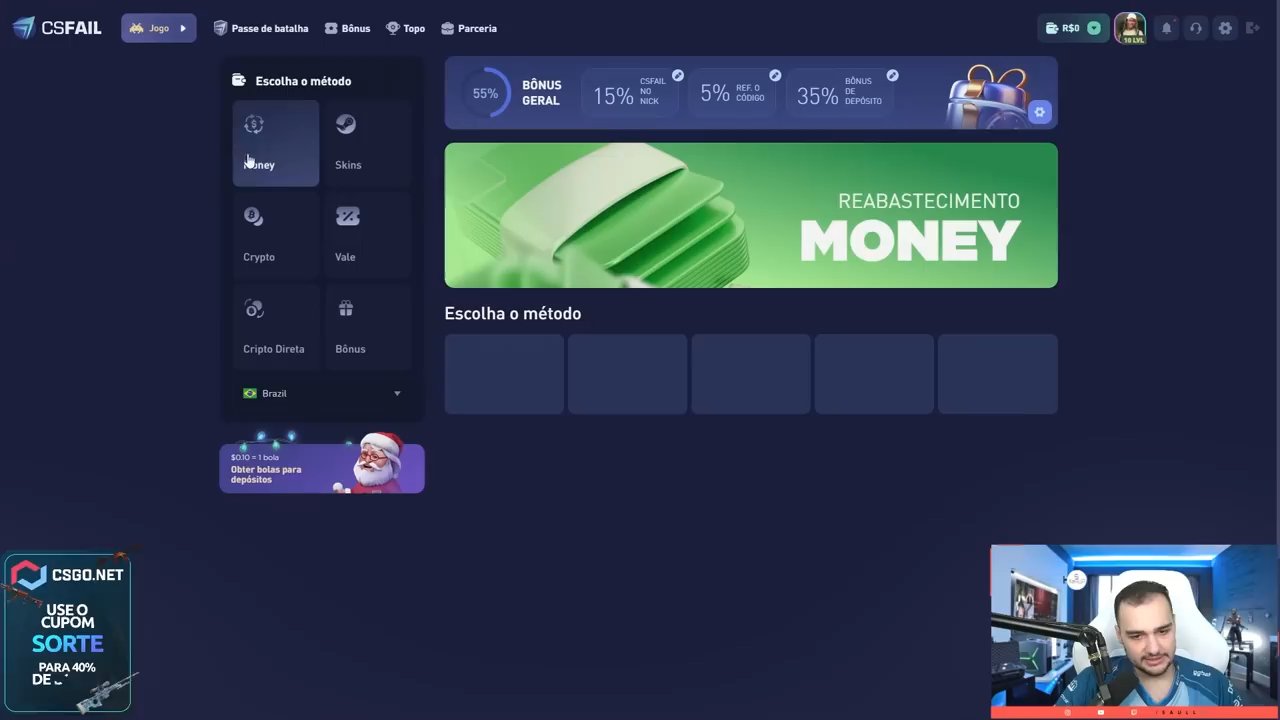 CSFAIL
Jogo
Passe de batalha
Bônus
Topo
Parceria
R$0
10 LVL
Escolha o método
Money
Skins
Crypto
Vale
Cripto Direta
Bônus
Brazil
$0.10 = 1 bola
Obter bolas para
depósitos
55%
BÔNUS
GERAL
15%
CSFAIL
NO
NICK
5%
REF. O
CÓDIGO
35%
BÔNUS
DE
DEPÓSITO
REABASTECIMENTO
MONEY
Escolha o método
CSGO.NET
USE O
CUPOM
SORTE
PARA 40%
DE